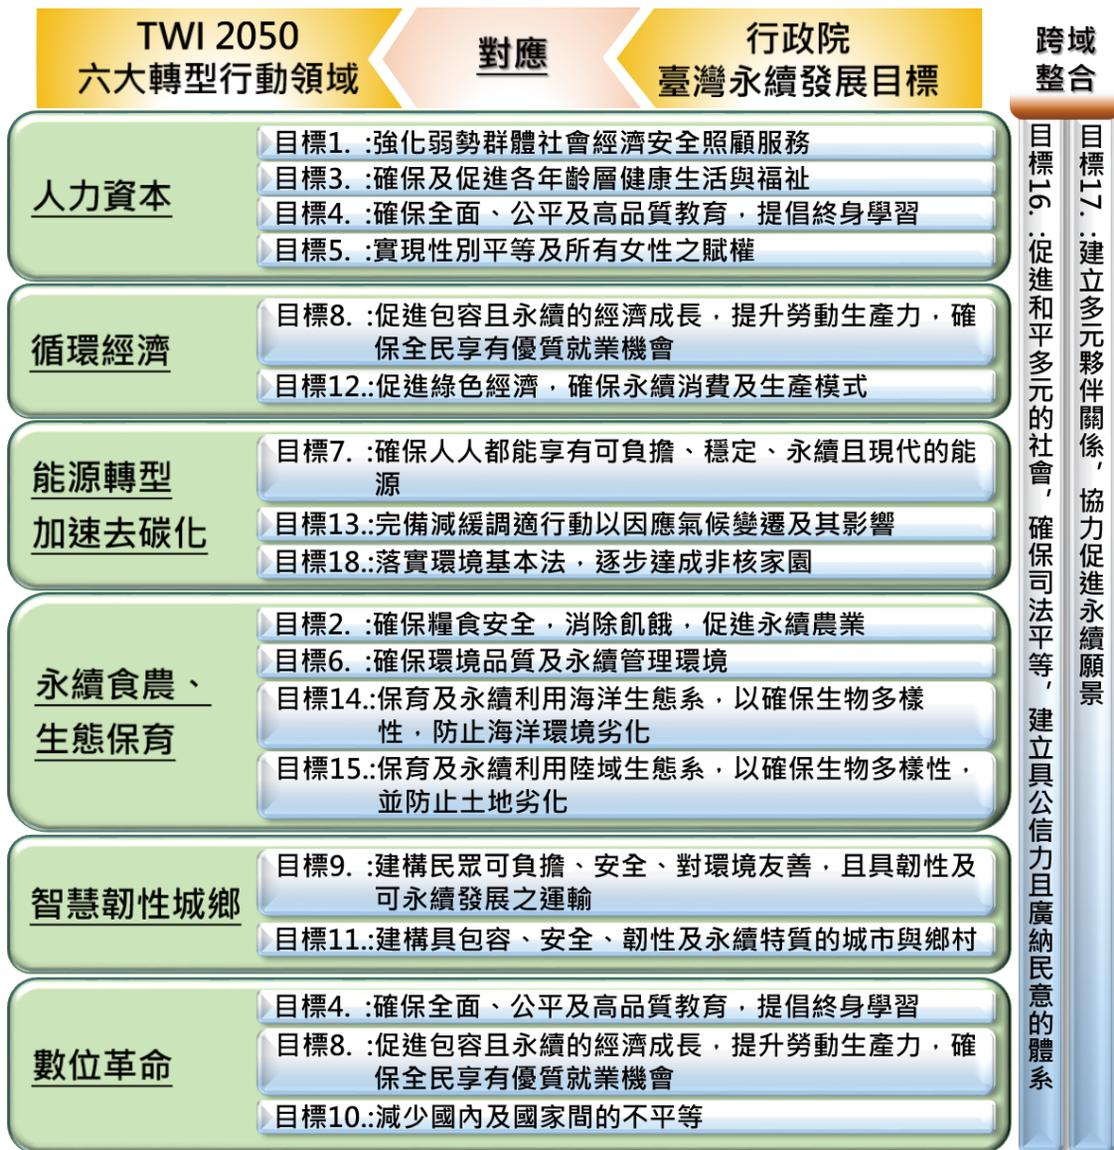 TWI 2050
六大轉型行動領域
對應
行政院
臺灣永續發展目標
跨域
整合
人力資本
目標1. :強化弱勢群體社會經濟安全照顧服務
目標3. :確保及促進各年齡層健康生活與福祉
目標4. :確保全面、公平及高品質教育，提倡終身學習
目標5. :實現性別平等及所有女性之賦權
循環經濟
目標8. :促進包容且永續的經濟成長，提升勞動生產力，確
保全民享有優質就業機會
目標12.:促進綠色經濟，確保永續消費及生產模式
能源轉型
加速去碳化
目標7. :確保人人都能享有可負擔、穩定、永續且現代的能
源
目標13.:完備減緩調適行動以因應氣候變遷及其影響
目標18.:落實環境基本法，逐步達成非核家園
永續食農、
生態保育
目標2. :確保糧食安全，消除飢餓，促進永續農業
目標6. :確保環境品質及永續管理環境
目標14.:保育及永續利用海洋生態系，以確保生物多樣
性，防止海洋環境劣化
目標15.:保育及永續利用陸域生態系，以確保生物多樣性，
並防止土地劣化
智慧韌性城鄉
目標9. :建構民眾可負擔、安全、對環境友善，且具韌性及
可永續發展之運輸
目標11.:建構具包容、安全、韌性及永續特質的城市與鄉村
數位革命
目標4. :確保全面、公平及高品質教育，提倡終身學習
目標8. :促進包容且永續的經濟成長，提升勞動生產力，確
保全民享有優質就業機會
目標10.:減少國內及國家間的不平等
目標17. :建立多元夥伴關係，協力促進永續願景
目標16. :促進和平多元的社會，確保司法平等，建立具公信力且廣納民意的體系